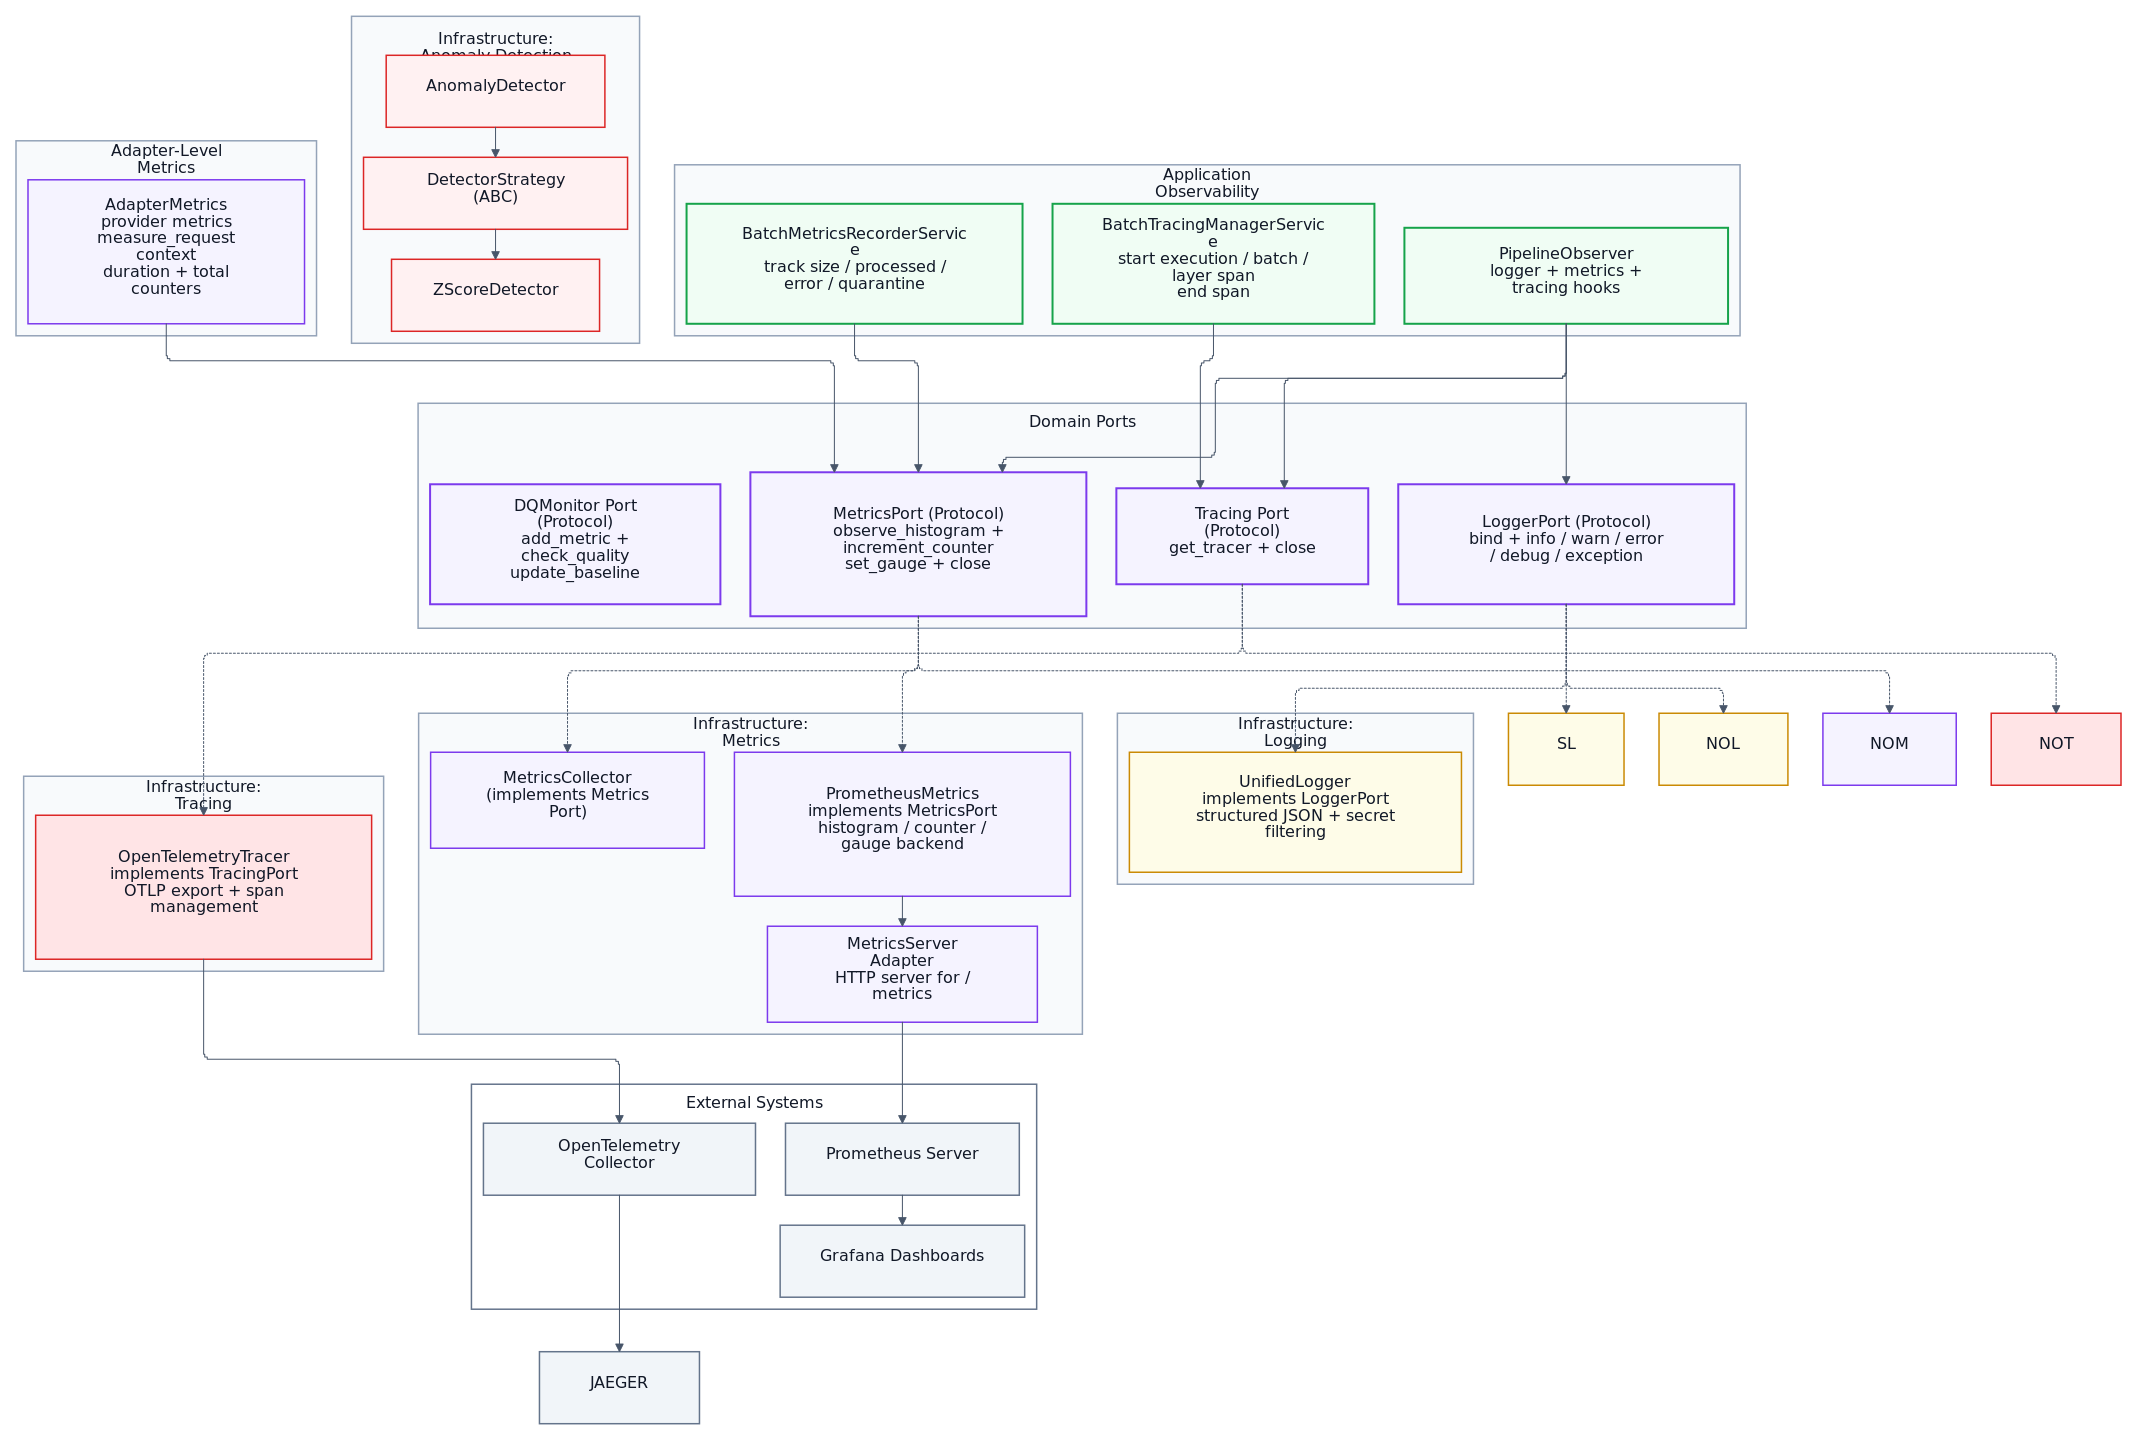 Infrastructure:
Anomaly Detection
AnomalyDetector
DetectorStrategy
(ABC)
ZScoreDetector
Adapter-Level
Metrics
AdapterMetrics
provider metrics
measure_request
context
duration + total
counters
Application
Observability
BatchMetricsRecorderServic
e
track size / processed /
error / quarantine
BatchTracingManagerServic
e
start execution / batch /
layer span
end span
PipelineObserver
logger + metrics +
tracing hooks
Domain Ports
DQMonitor Port
(Protocol)
add_metric +
check_quality
update_baseline
MetricsPort (Protocol)
observe_histogram +
increment_counter
set_gauge + close
Tracing Port
(Protocol)
get_tracer + close
LoggerPort (Protocol)
bind + info / warn / error
/ debug / exception
Infrastructure:
Tracing
OpenTelemetryTracer
implements TracingPort
OTLP export + span
management
Infrastructure:
Metrics
MetricsCollector
(implements Metrics
Port)
PrometheusMetrics
implements MetricsPort
histogram / counter /
gauge backend
MetricsServer
Adapter
HTTP server for /
metrics
Infrastructure:
Logging
UnifiedLogger
implements LoggerPort
structured JSON + secret
filtering
SL
NOL
NOM
NOT
External Systems
OpenTelemetry
Collector
Prometheus Server
Grafana Dashboards
JAEGER